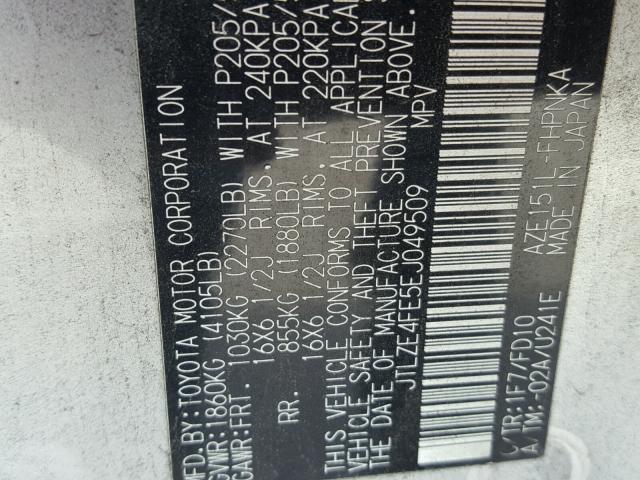 MFD.BY:TOYOTA MOTOR CORPORATION
GVWR:1860KG (4105LB)
GAWR:FRT. 1030KG (2270LB) WITH P205/
16X6 1/2J RIMS, AT 240KPA
RR. 855KG (1880LB) WITH P205/
16X6 1/2J RIMS, AT 220KPA
THIS VEHICLE CONFORMS TO ALL APPLICA
VEHICLE SAFETY AND THEFT PREVENTION S
THE DATE OF MANUFACTURE SHOWN ABOVE.
JTLZE4FE5EJ049509 MPV
C/TR:1F7/FD10 AZE151L-FHPNKA
A/TM:-02A/U241E MADE IN JAPAN